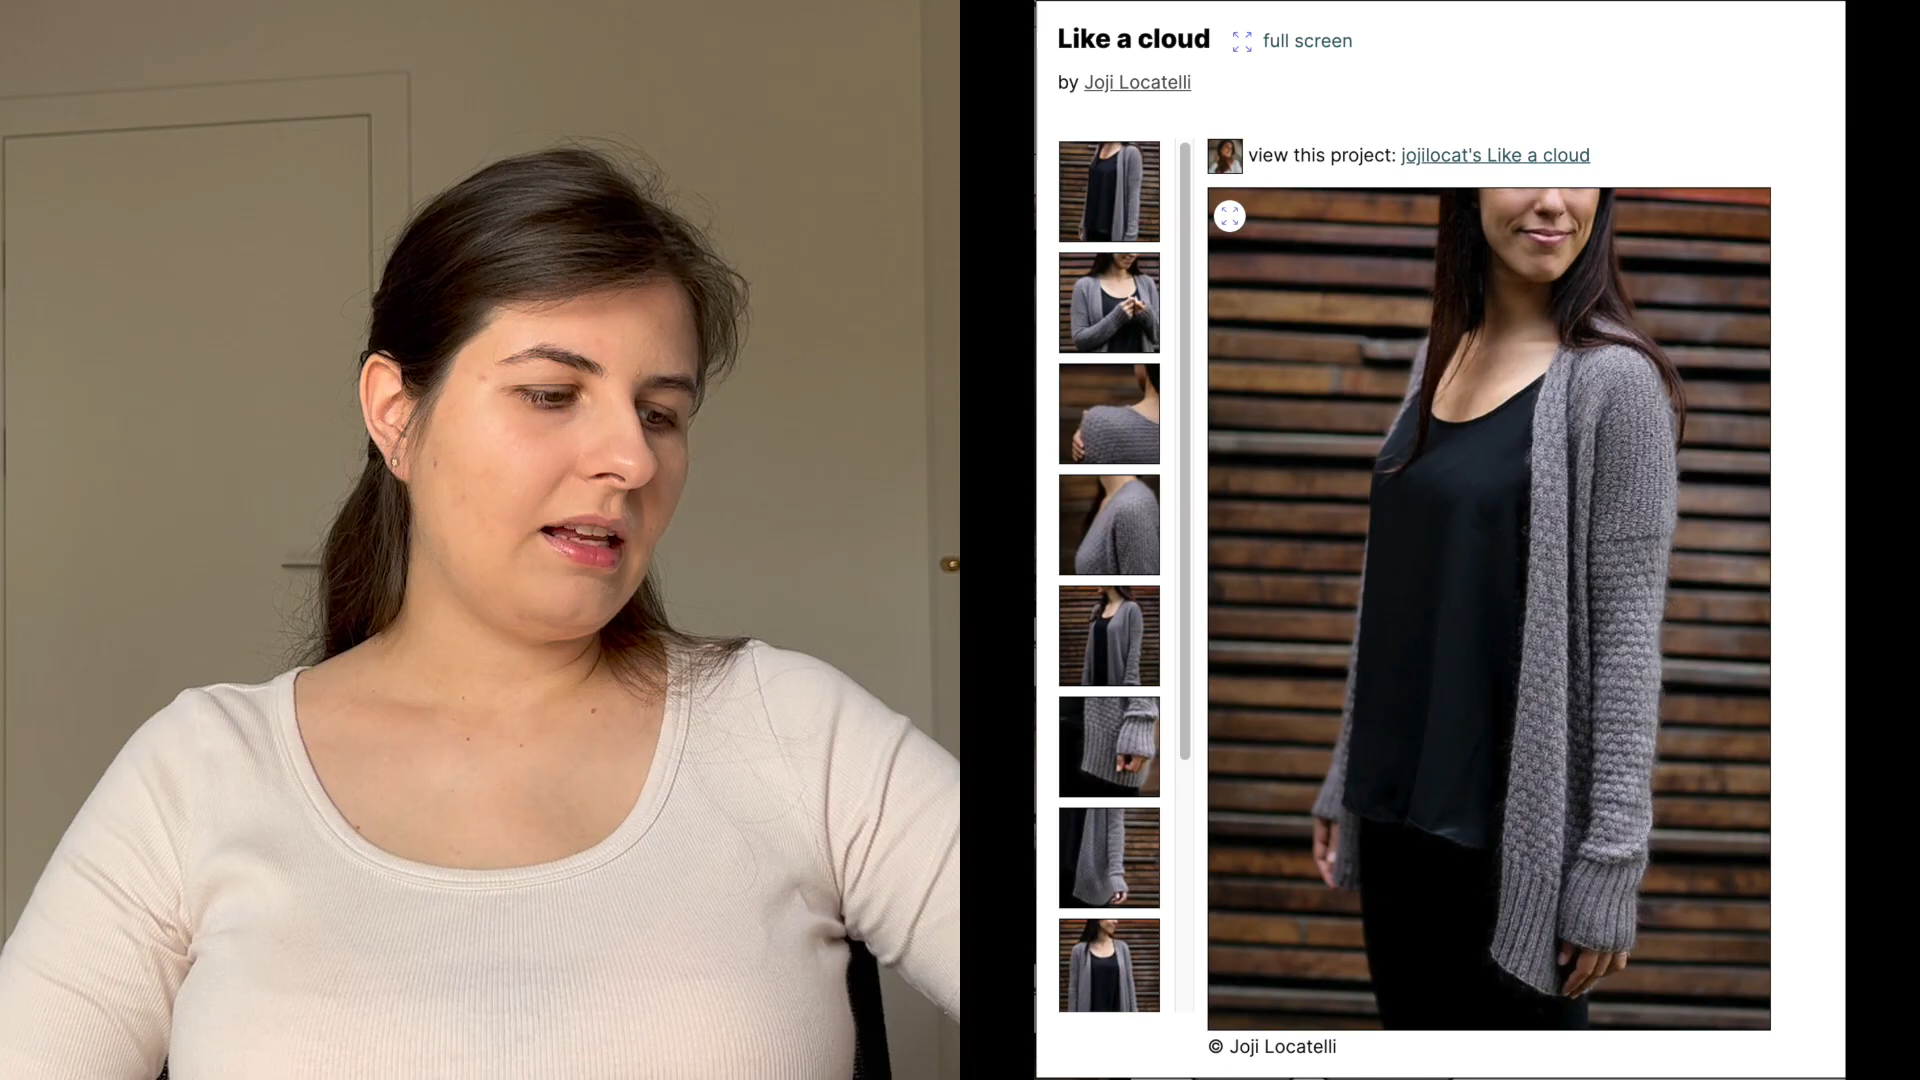 Like a cloud full screen
by Joji Locatelli
view this project: jojilocat's Like a cloud
© Joji Locatelli